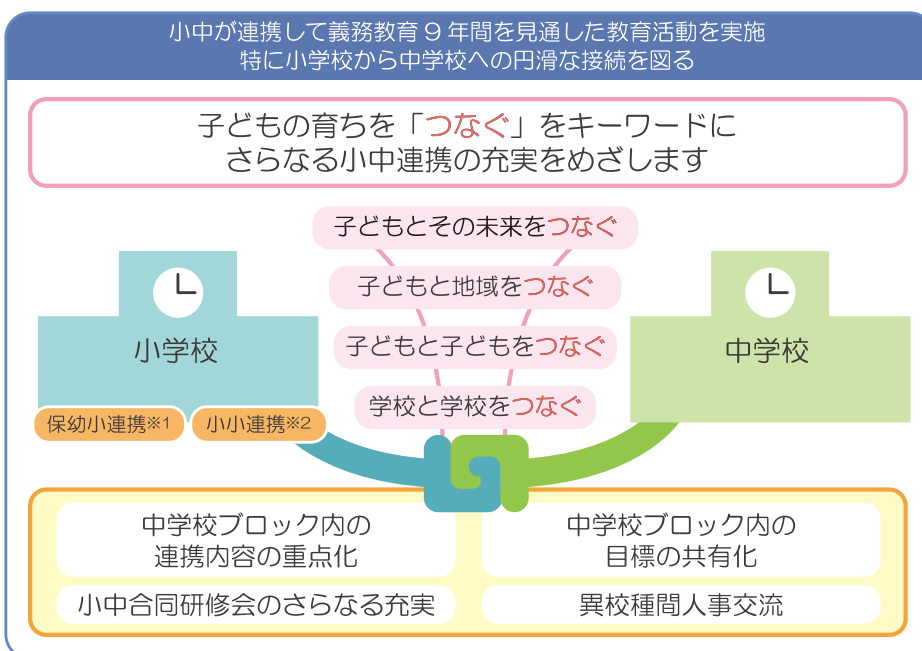 小中が連携して義務教育9年間を見通した教育活動を実施
特に小学校から中学校への円滑な接続を図る
子どもの育ちを「つなぐ」をキーワードに
さらなる小中連携の充実をめざします
子どもとその未来をつなぐ
子どもと地域をつなぐ
子どもと子どもをつなぐ
学校と学校をつなぐ
小学校
中学校
保幼小連携※1
小小連携※2
中学校ブロック内の
連携内容の重点化
中学校ブロック内の
目標の共有化
小中合同研修会のさらなる充実
異校種間人事交流